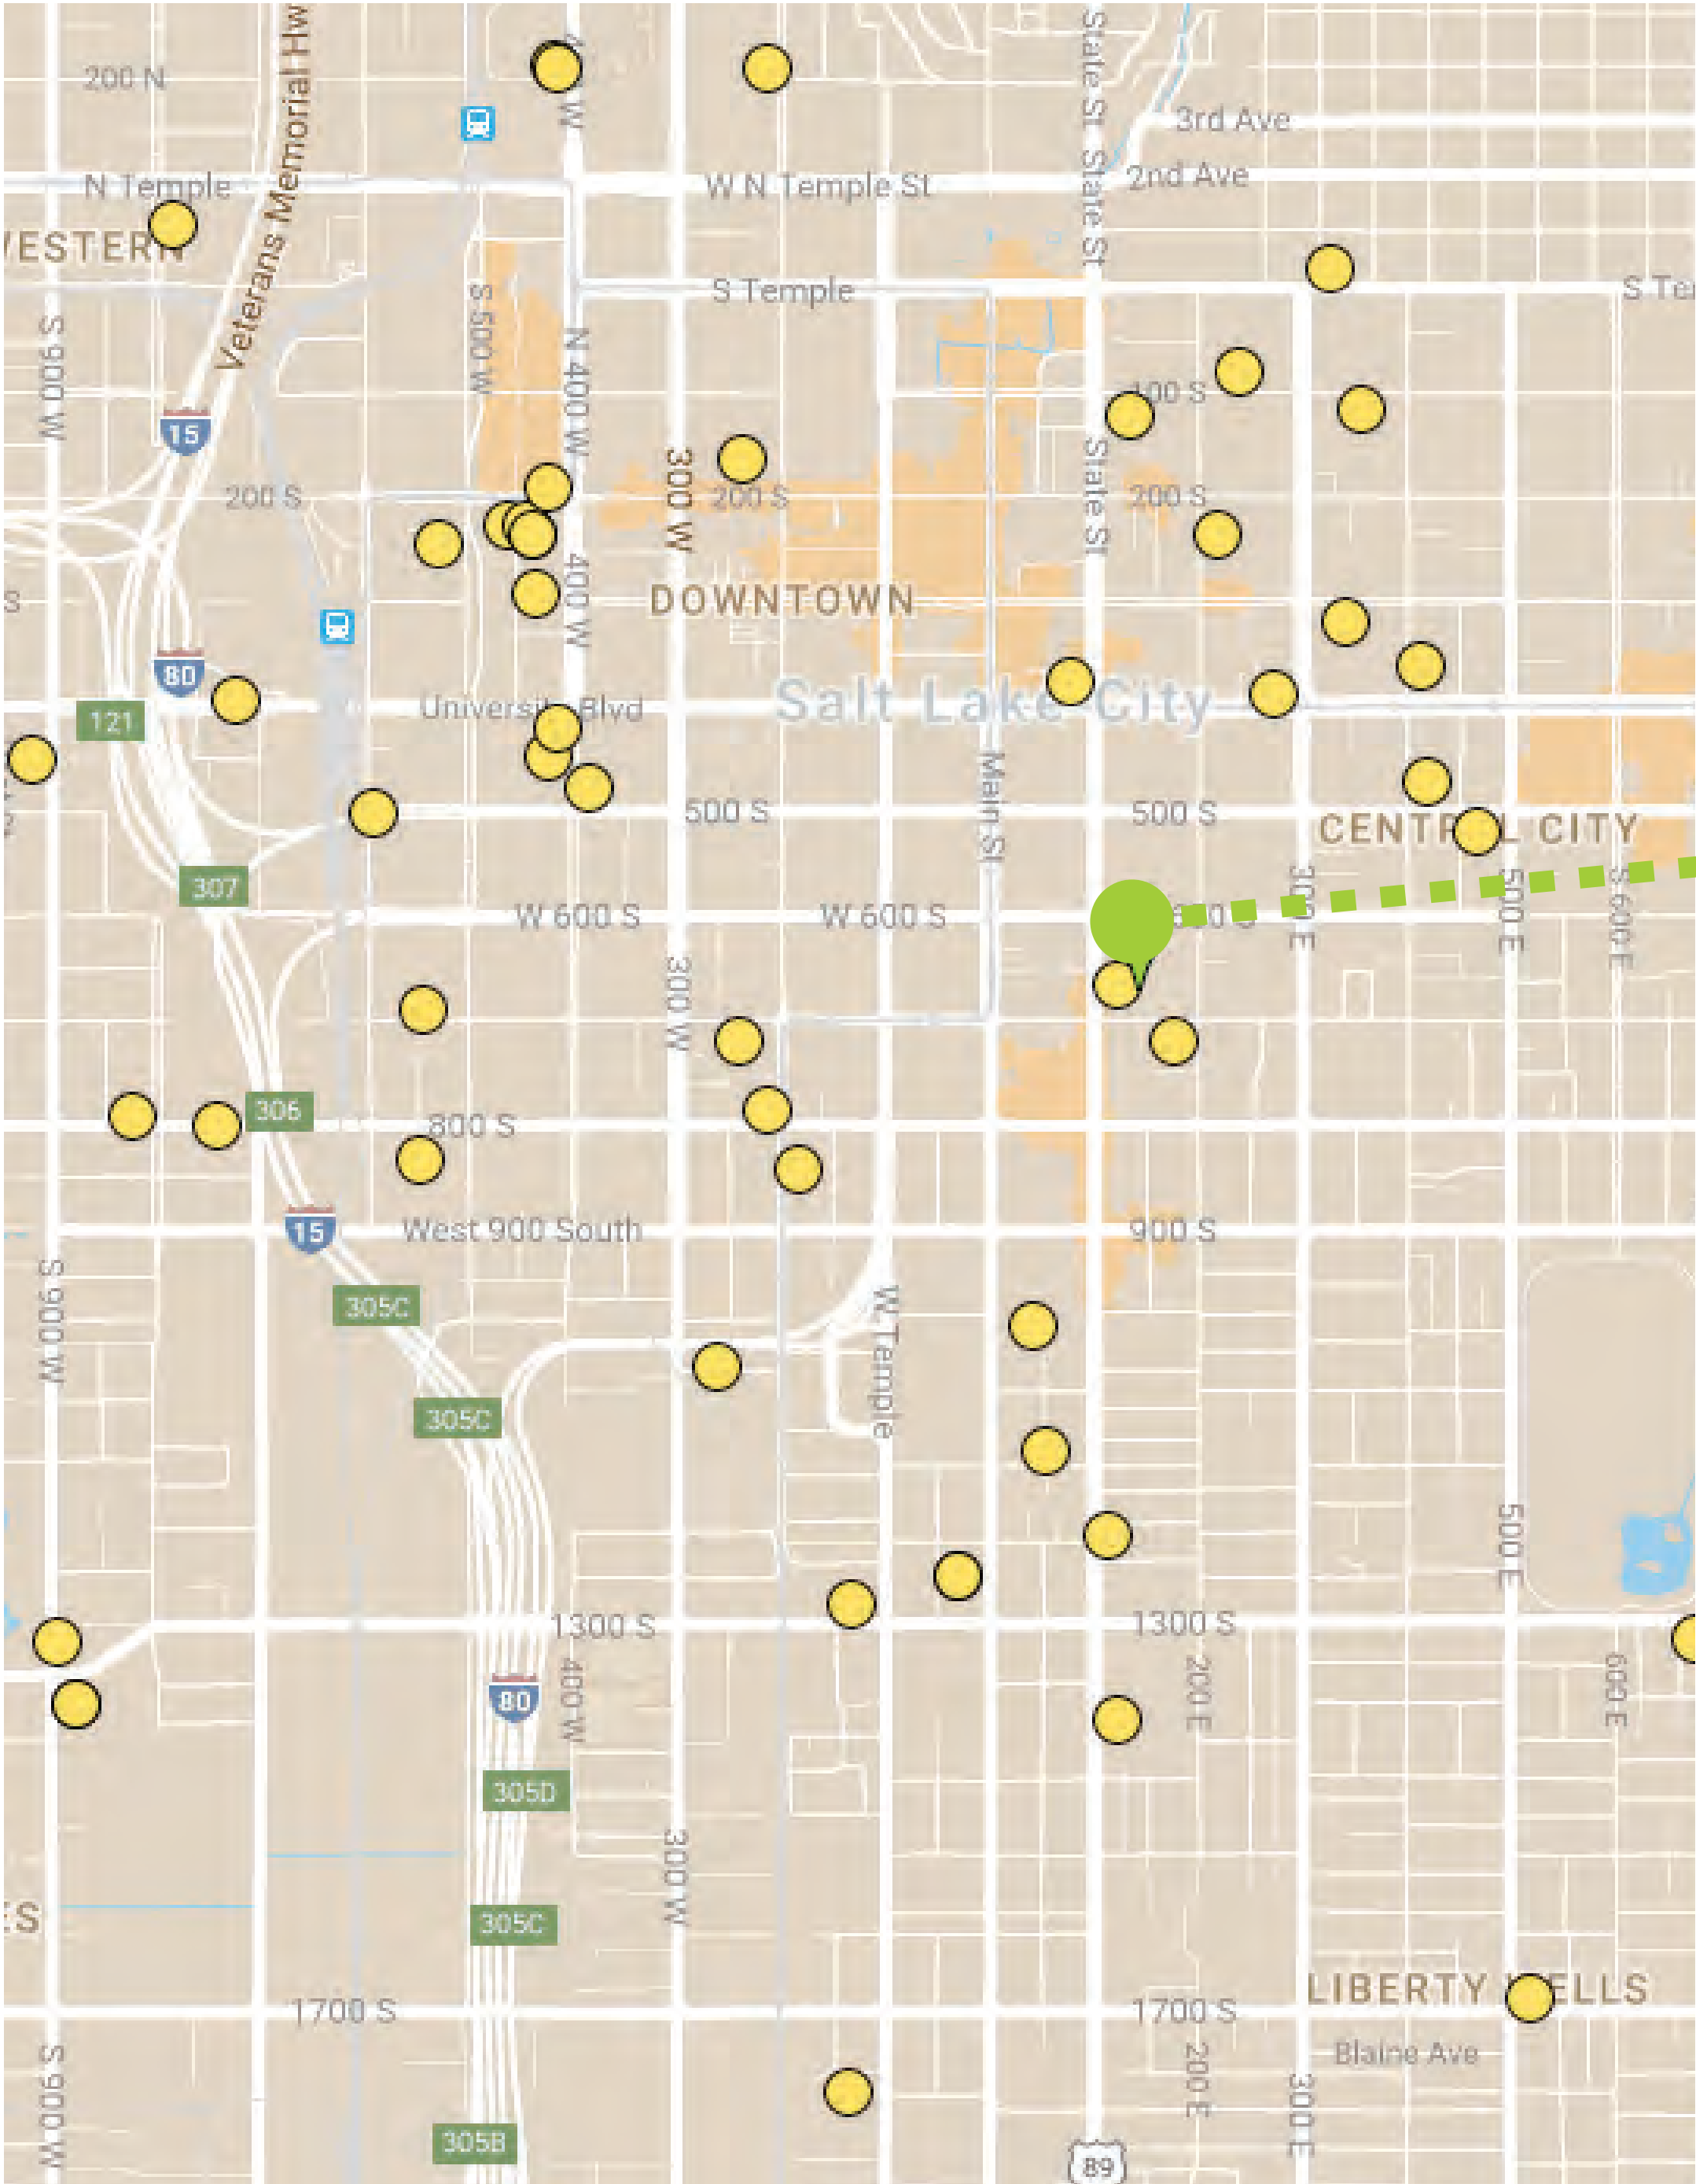 200 N
Veterans Memorial Hw
W
State St
State St
3rd Ave
2nd Ave
N Temple
W N Temple St
S Temple
S Te
S 900 W
S 500 W
N 400 W
15
100 S
State St
200 S
300 W
200 S
200 S
400 W
DOWNTOWN
80
University Blvd
Salt Lake City
121
Main St
500 S
500 S
CENTRAL CITY
307
W 600 S
W 600 S
300 E
500 E
S 600 E
300 W
306
800 S
15
West 900 South
900 S
305C
S 900 W
W Temple
305C
500 E
1300 S
1300 S
80
400 W
200 E
600 E
305D
300 W
305C
ES
LIBERTY WELLS
1700 S
1700 S
Blaine Ave
S 900 W
200 E
300 E
305B
89